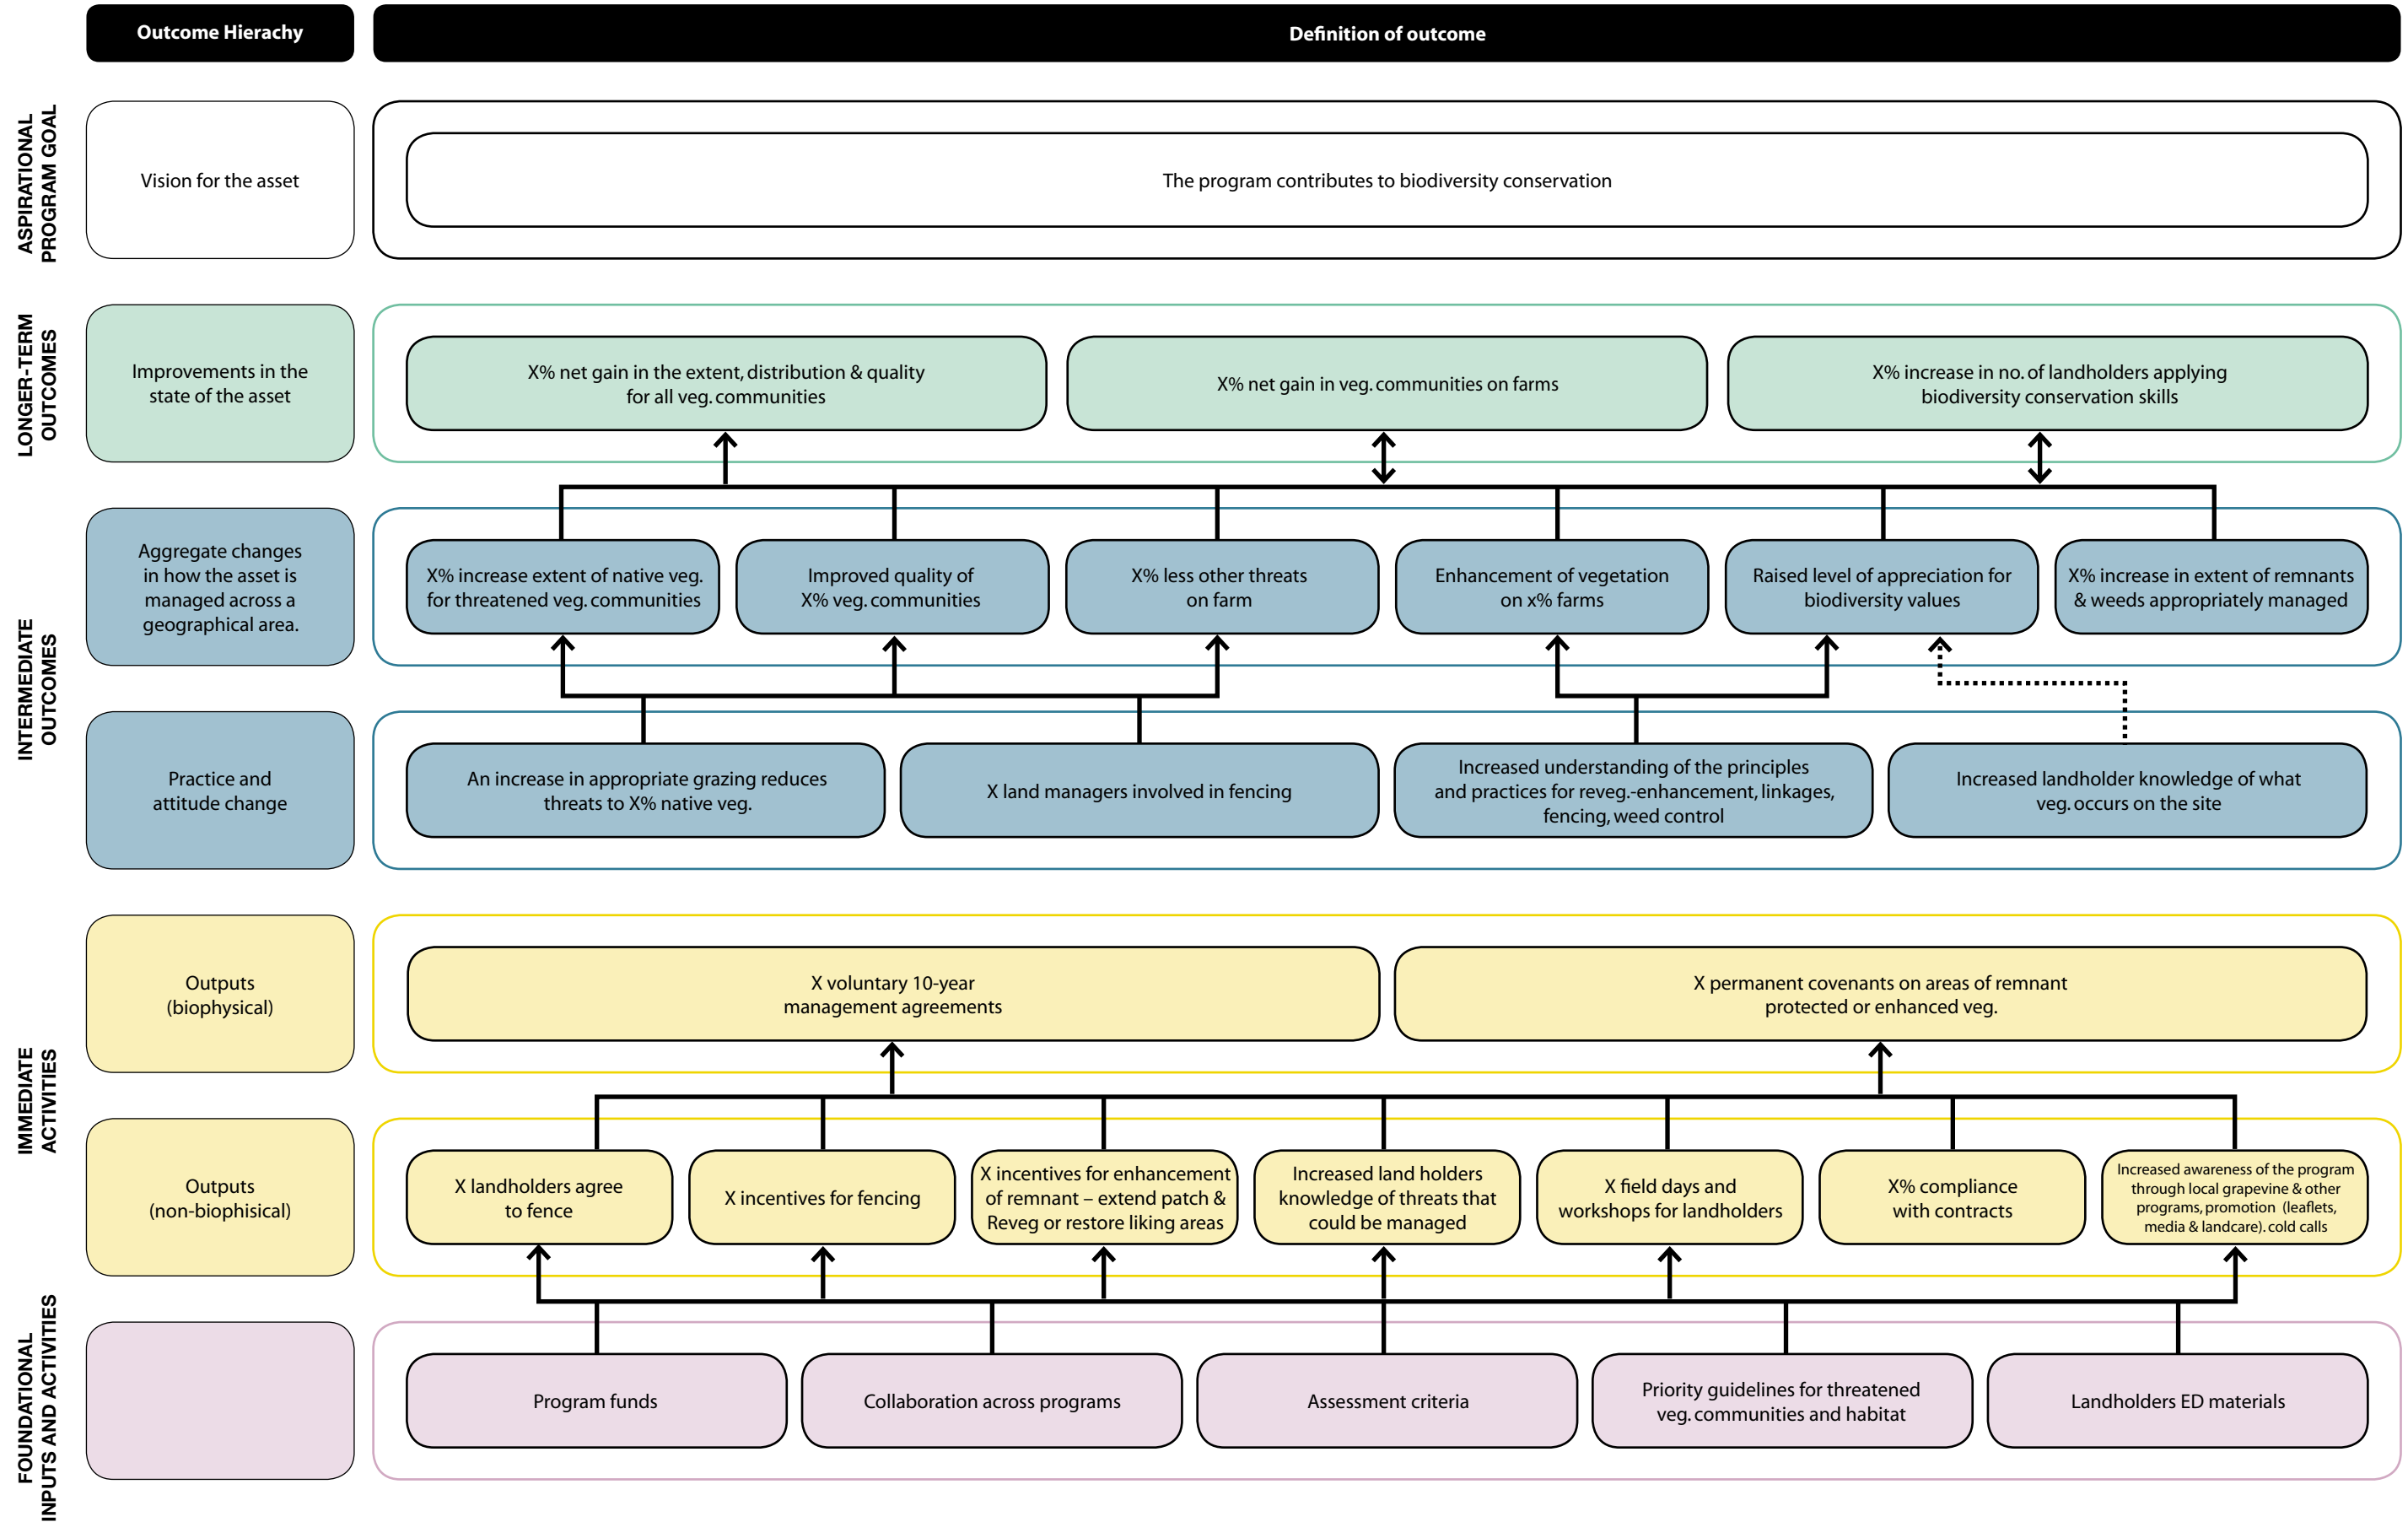 Outcome Hierachy
Definition of outcome
ASPIRATIONAL
PROGRAM GOAL
Vision for the asset
The program contributes to biodiversity conservation
LONGER-TERM
OUTCOMES
Improvements in the
state of the asset
X% net gain in the extent, distribution & quality
for all veg. communities
X% net gain in veg. communities on farms
X% increase in no. of landholders applying
biodiversity conservation skills
INTERMEDIATE
OUTCOMES
Aggregate changes
in how the asset is
managed across a
geographical area.
X% increase extent of native veg.
for threatened veg. communities
Improved quality of
X% veg. communities
X% less other threats
on farm
Enhancement of vegetation
on x% farms
Raised level of appreciation for
biodiversity values
X% increase in extent of remnants
& weeds appropriately managed
Practice and
attitude change
An increase in appropriate grazing reduces
threats to X% native veg.
X land managers involved in fencing
Increased understanding of the principles
and practices for reveg.-enhancement, linkages,
fencing, weed control
Increased landholder knowledge of what
veg. occurs on the site
IMMEDIATE
ACTIVITIES
Outputs
(biophysical)
X voluntary 10-year
management agreements
X permanent covenants on areas of remnant
protected or enhanced veg.
Outputs
(non-biophisical)
X landholders agree
to fence
X incentives for fencing
X incentives for enhancement
of remnant – extend patch &
Reveg or restore liking areas
Increased land holders
knowledge of threats that
could be managed
X field days and
workshops for landholders
X% compliance
with contracts
Increased awareness of the program
through local grapevine & other
programs, promotion (leaflets,
media & landcare). cold calls
FOUNDATIONAL
INPUTS AND ACTIVITIES
Program funds
Collaboration across programs
Assessment criteria
Priority guidelines for threatened
veg. communities and habitat
Landholders ED materials